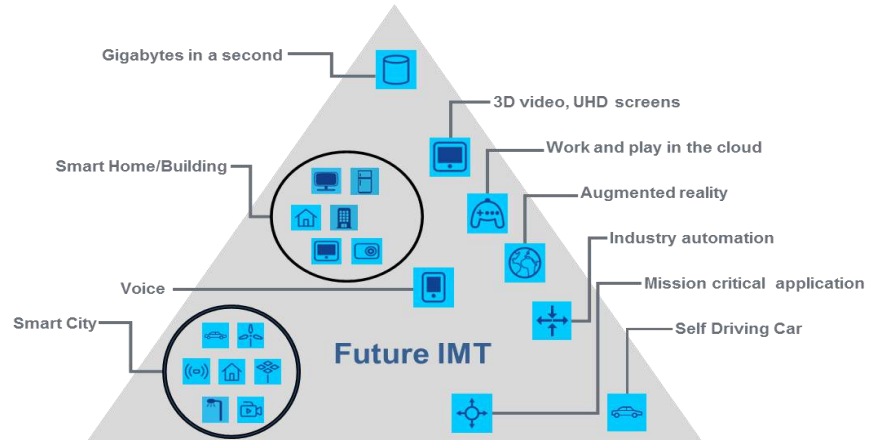 Gigabytes in a second
3D video, UHD screens
Work and play in the cloud
Smart Home/Building
Augmented reality
Industry automation
Mission critical application
Voice
Smart City
Self Driving Car
Future IMT